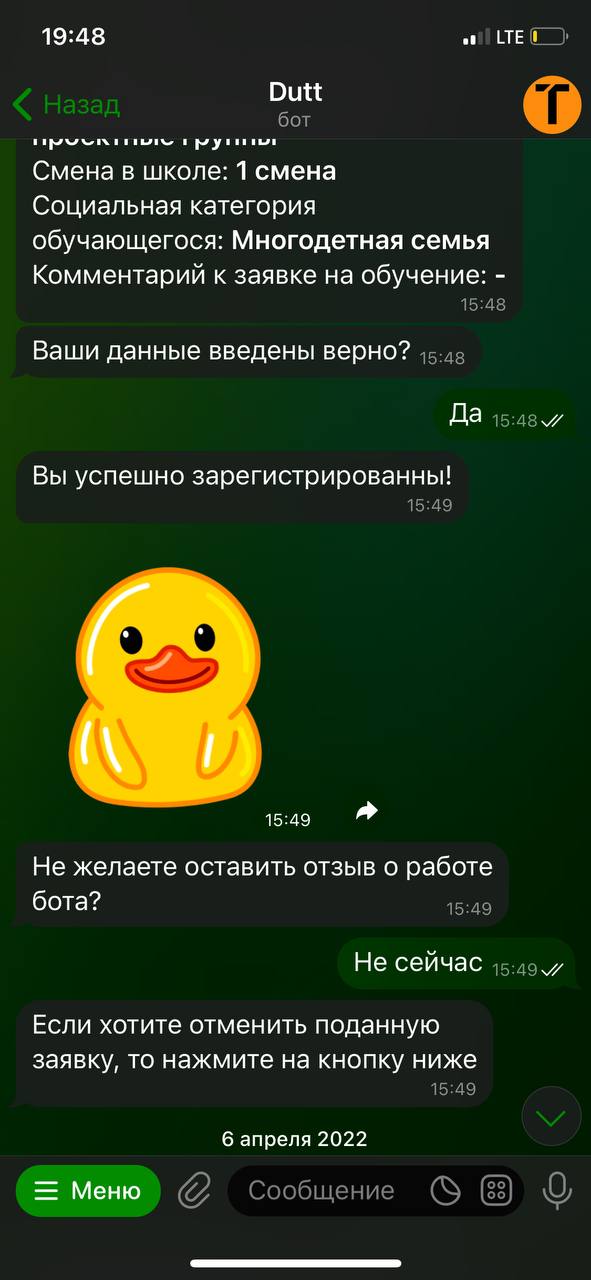 19:48
LTE
Назад
Dutt
бот
проектные группы
Смена в школе: 1 смена
Социальная категория
обучающегося: Многодетная семья
Комментарий к заявке на обучение: -
15:48
Ваши данные введены верно? 15:48
Да 15:48
Вы успешно зарегистрированны!
15:49
15:49
Не желаете оставить отзыв о работе
бота?
15:49
Не сейчас 15:49
Если хотите отменить поданную
заявку, то нажмите на кнопку ниже
15:49
6 апреля 2022
Меню
Сообщение